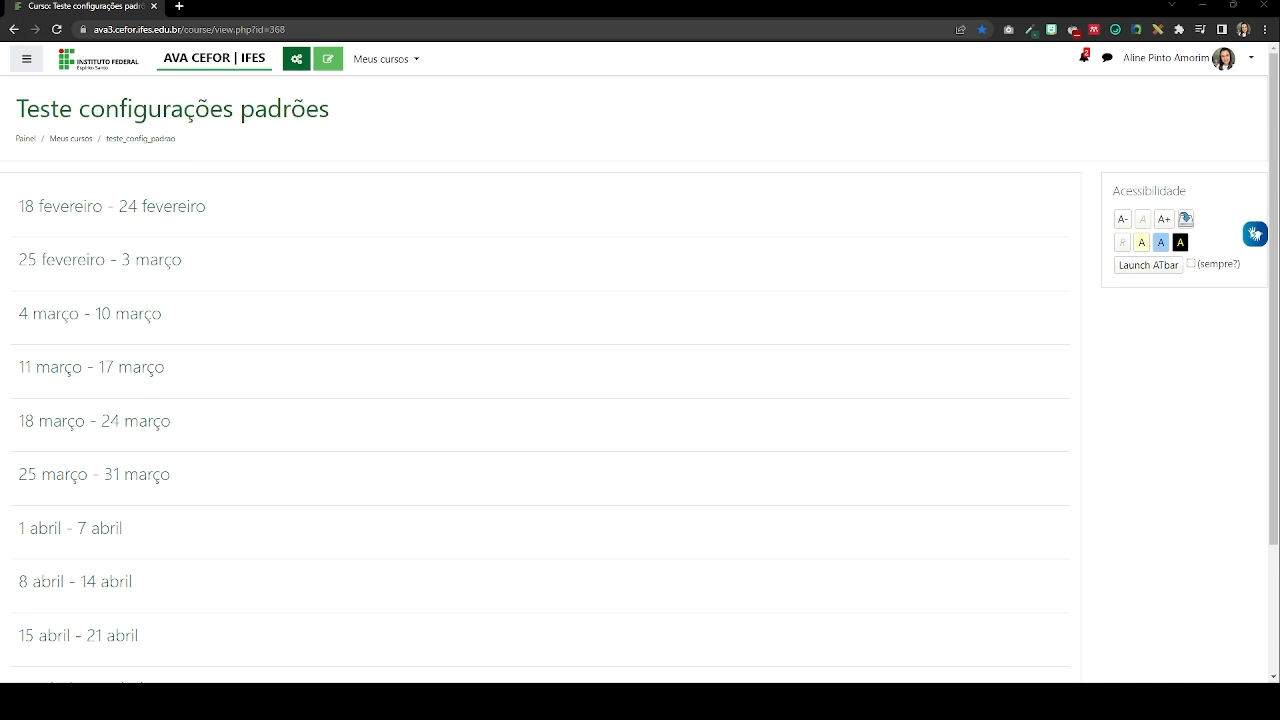 Curso: Teste configurações padrõ
ava3.cefor.ifes.edu.br/course/view.php?id=368
INSTITUTO FEDERAL
Espírito Santo
AVA CEFOR | IFES
Meus cursos
2
Aline Pinto Amorim
Teste configurações padrões
Painel / Meus cursos / teste_config_padrao
18 fevereiro - 24 fevereiro
25 fevereiro - 3 março
4 março - 10 março
11 março - 17 março
18 março - 24 março
25 março - 31 março
1 abril - 7 abril
8 abril - 14 abril
15 abril - 21 abril
Acessibilidade
A- A A+
R A A A
Launch ATbar (sempre?)